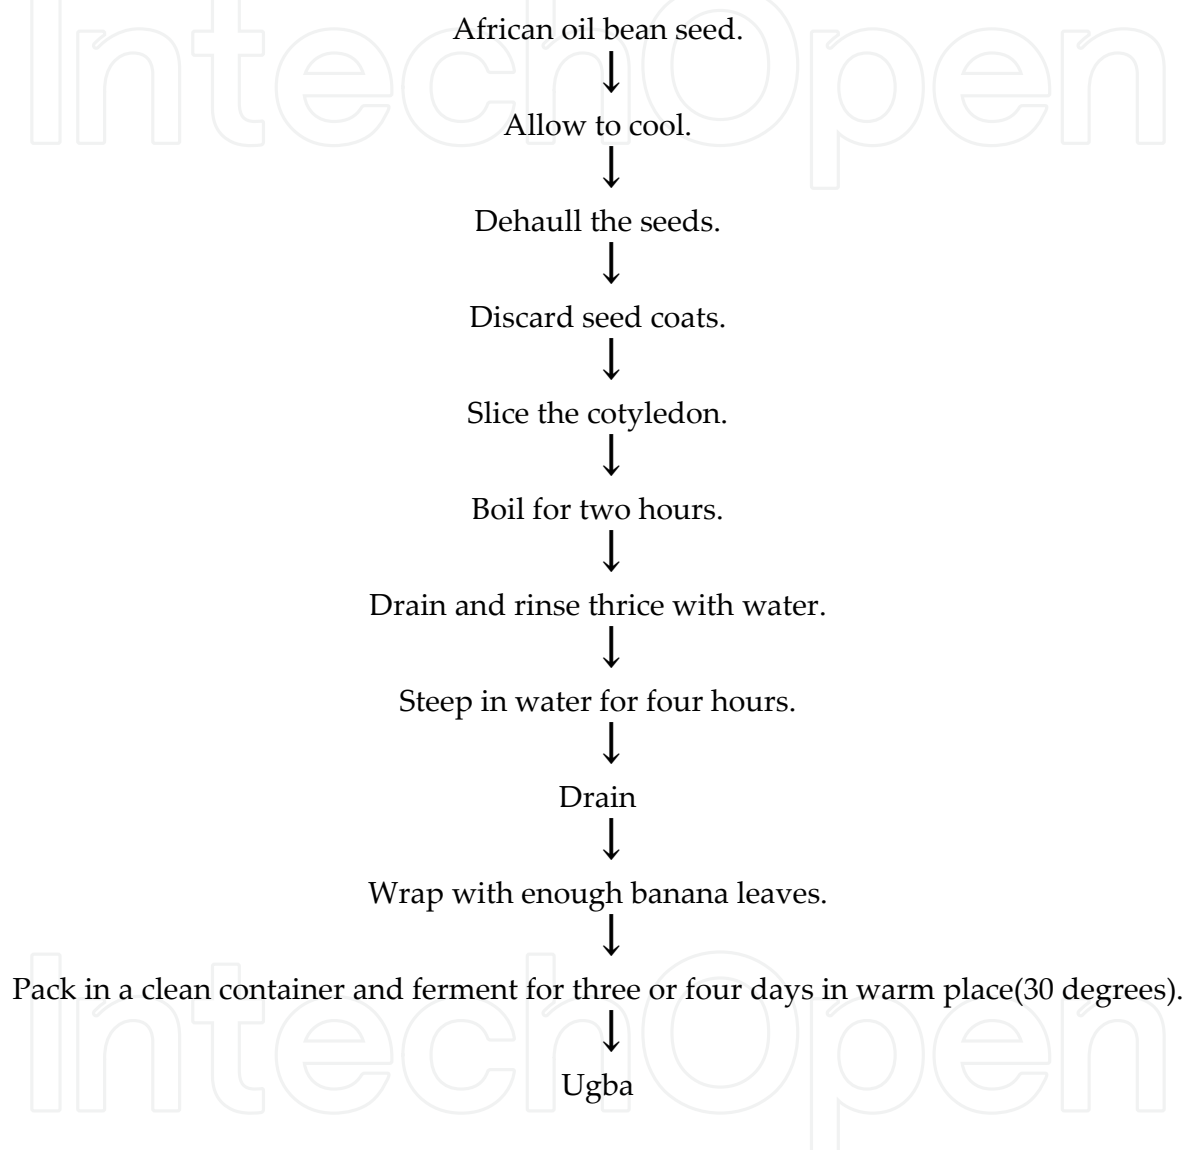 IntechOpen
African oil bean seed.
Allow to cool.
Dehaull the seeds.
Discard seed coats.
Slice the cotyledon.
Boil for two hours.
Drain and rinse thrice with water.
Steep in water for four hours.
Drain
Wrap with enough banana leaves.
Pack in a clean container and ferment for three or four days in warm place(30 degrees).
IntechOpen
Ugba